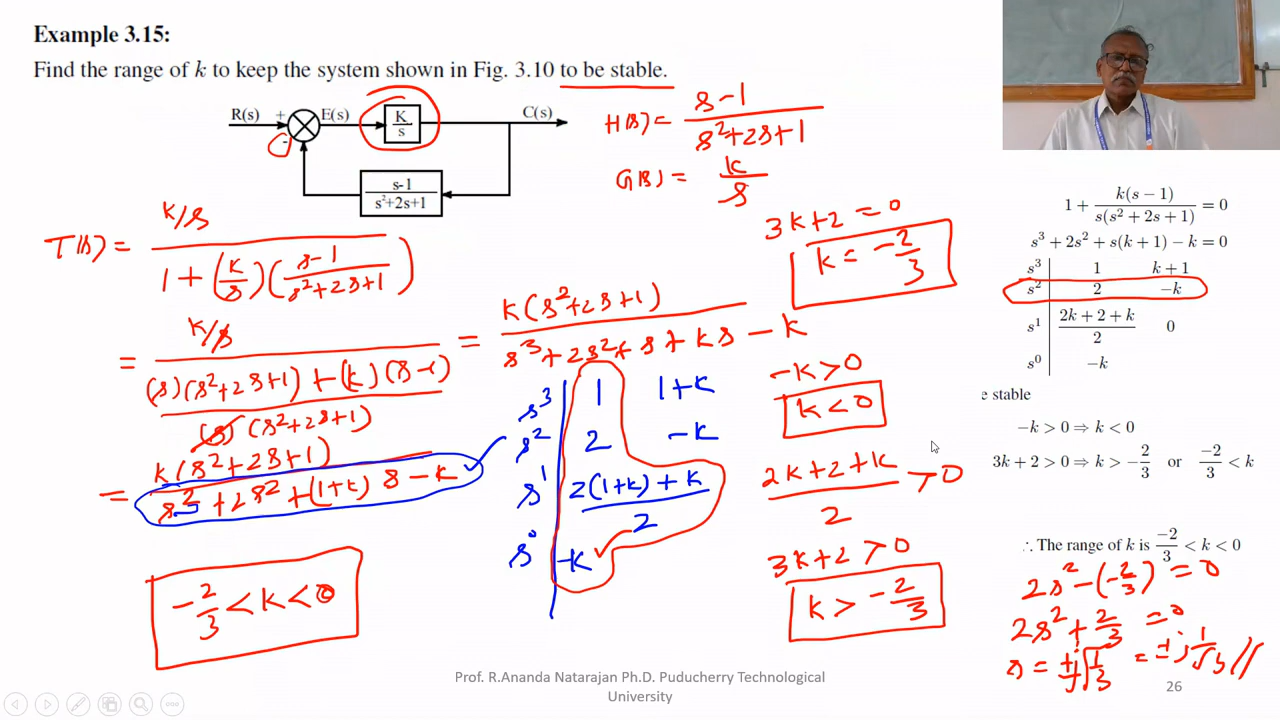 Example 3.15:
Find the range of k to keep the system shown in Fig. 3.10 to be stable.
R(s) + E(s) K/s C(s)
-
s-1
s²+2s+1
H(s) = (s-1)/(s²+2s+1)
G(s) = k/s
T(s) = (k/s)/(1 + (k/s)((s-1)/(s²+2s+1)))
= (k/s)/(((s)(s²+2s+1) + (k)(s-1))/((s)(s²+2s+1)))
= k(s²+2s+1)/(s³+2s²+(1+k)s-k)
-2/3 < k < 0
= k(s²+2s+1)/(s³+2s²+s+ks-k)
s³ 1 1+k
s² 2 -k
s¹ (2(1+k)+k)/2
s⁰ -k
3k+2 = 0
k = -2/3
-k > 0
k < 0
(2k+2+k)/2 > 0
3k+2 > 0
k > -2/3
1 + k(s − 1)/(s(s² + 2s + 1)) = 0
s³ + 2s² + s(k + 1) − k = 0
s³ 1 k + 1
s² 2 −k
s¹ (2k + 2 + k)/2 0
s⁰ −k
e stable
−k > 0 ⇒ k < 0
3k + 2 > 0 ⇒ k > −2/3 or −2/3 < k
∴ The range of k is −2/3 < k < 0
2s² - (-2/3) = 0
2s² + 2/3 = 0
s = ±j√(1/3) = ±j 1/√3 //
Prof. R.Ananda Natarajan Ph.D. Puducherry Technological
University
26